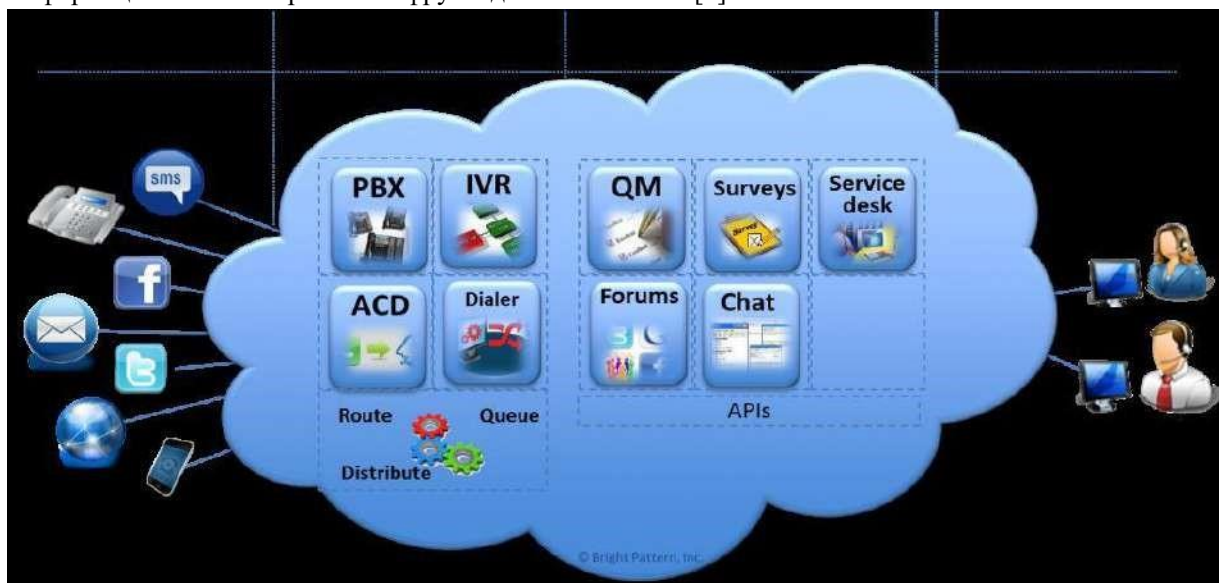 sms
PBX
IVR
QM
Surveys
Service
desk
ACD
Dialer
Forums
Chat
Route
Queue
Distribute
APIs
© Bright Pattern, Inc.